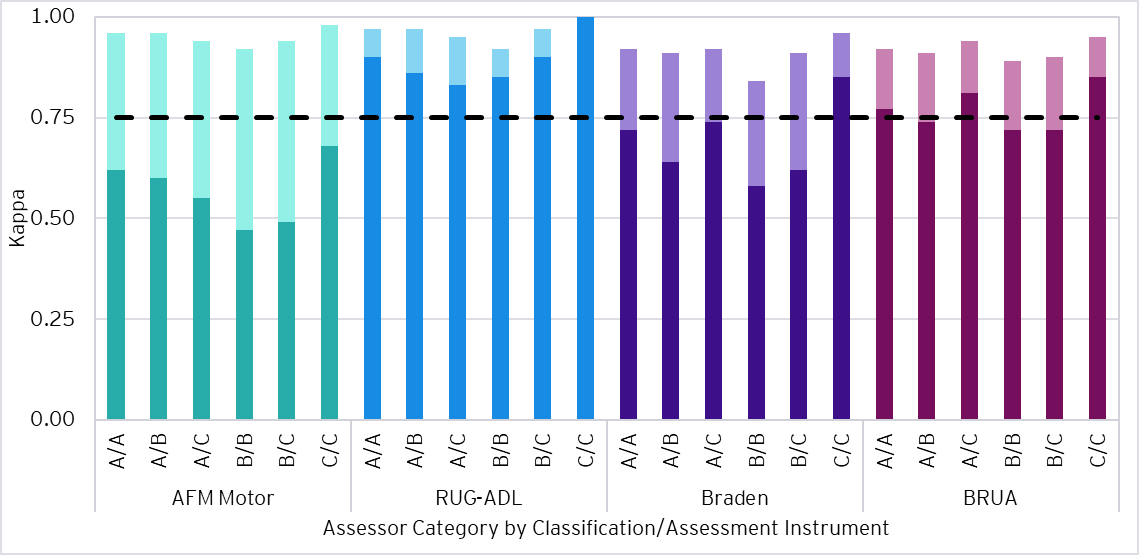 1.00
0.75
0.50
0.25
0.00
Kappa
A/A A/B A/C B/B B/C C/C A/A A/B A/C B/B B/C C/C A/A A/B A/C B/B B/C C/C A/A A/B A/C B/B B/C C/C
AFM Motor RUG-ADL Braden BRUA
Assessor Category by Classification/Assessment Instrument